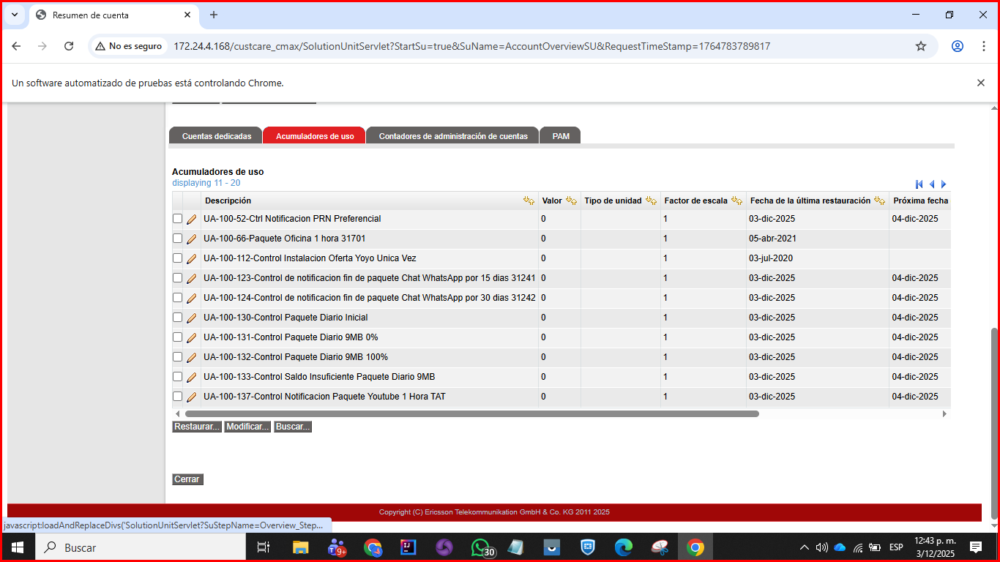 Resumen de cuenta
No es seguro 172.24.4.168/custcare_cmax/SolutionUnitServlet?StartSu=true&SuName=AccountOverviewSU&RequestTimeStamp=1764783789817
Un software automatizado de pruebas está controlando Chrome.
Cuentas dedicadas Acumuladores de uso Contadores de administración de cuentas PAM
Acumuladores de uso
displaying 11 - 20
Descripción Valor Tipo de unidad Factor de escala Fecha de la última restauración Próxima fecha
UA-100-52-Ctrl Notificacion PRN Preferencial 0 1 03-dic-2025 04-dic-2025
UA-100-66-Paquete Oficina 1 hora 31701 0 1 05-abr-2021
UA-100-112-Control Instalacion Oferta Yoyo Unica Vez 0 1 03-jul-2020
UA-100-123-Control de notificacion fin de paquete Chat WhatsApp por 15 dias 31241 0 1 03-dic-2025 04-dic-2025
UA-100-124-Control de notificacion fin de paquete Chat WhatsApp por 30 dias 31242 0 1 03-dic-2025 04-dic-2025
UA-100-130-Control Paquete Diario Inicial 0 1 03-dic-2025 04-dic-2025
UA-100-131-Control Paquete Diario 9MB 0% 0 1 03-dic-2025 04-dic-2025
UA-100-132-Control Paquete Diario 9MB 100% 0 1 03-dic-2025 04-dic-2025
UA-100-133-Control Saldo Insuficiente Paquete Diario 9MB 0 1 03-dic-2025 04-dic-2025
UA-100-137-Control Notificacion Paquete Youtube 1 Hora TAT 0 1 03-dic-2025 04-dic-2025
Restaurar... Modificar... Buscar...
Cerrar
Copyright (C) Ericsson Telekommunikation GmbH & Co. KG 2011 2025
javascript:loadAndReplaceDivs('SolutionUnitServlet?SuStepName=Overview_Step...
Buscar 9+ IJ 30 ESP 12:43 p. m.
3/12/2025